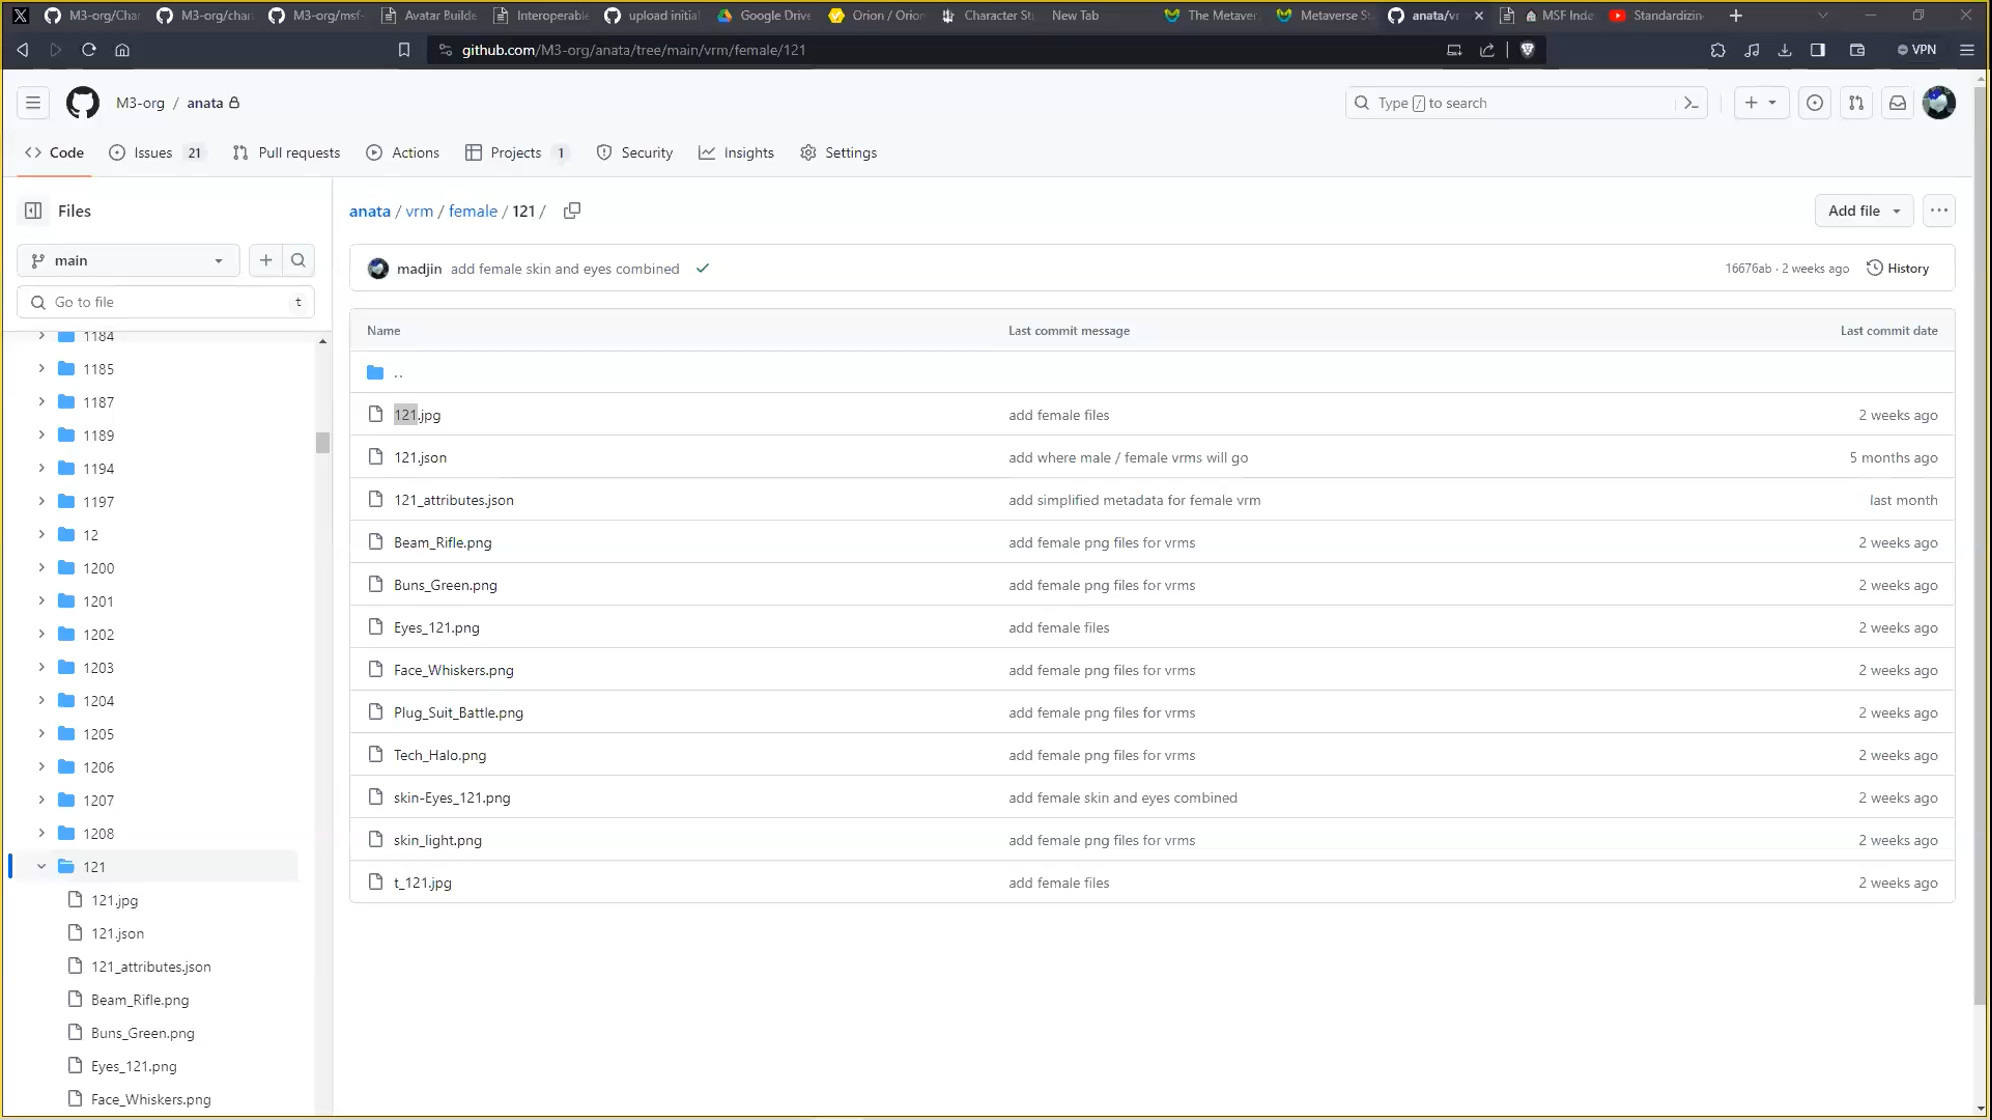 M3-org/Char
M3-org/char
M3-org/msf-
Avatar Builde
Interoperable
upload initial
Google Drive
Orion / Orion
Character Stu
New Tab
The Metavers
Metaverse St
anata/vr
MSF Inde
Standardizin
github.com/M3-org/anata/tree/main/vrm/female/121
VPN
M3-org / anata
Type / to search
Code
Issues 21
Pull requests
Actions
Projects 1
Security
Insights
Settings
Files
main
Go to file t
1184
1185
1187
1189
1194
1197
12
1200
1201
1202
1203
1204
1205
1206
1207
1208
121
121.jpg
121.json
121_attributes.json
Beam_Rifle.png
Buns_Green.png
Eyes_121.png
Face_Whiskers.png
anata / vrm / female / 121 /
Add file
madjin add female skin and eyes combined
16676ab · 2 weeks ago
History
Name Last commit message Last commit date
..
121.jpg add female files 2 weeks ago
121.json add where male / female vrms will go 5 months ago
121_attributes.json add simplified metadata for female vrm last month
Beam_Rifle.png add female png files for vrms 2 weeks ago
Buns_Green.png add female png files for vrms 2 weeks ago
Eyes_121.png add female files 2 weeks ago
Face_Whiskers.png add female png files for vrms 2 weeks ago
Plug_Suit_Battle.png add female png files for vrms 2 weeks ago
Tech_Halo.png add female png files for vrms 2 weeks ago
skin-Eyes_121.png add female skin and eyes combined 2 weeks ago
skin_light.png add female png files for vrms 2 weeks ago
t_121.jpg add female files 2 weeks ago